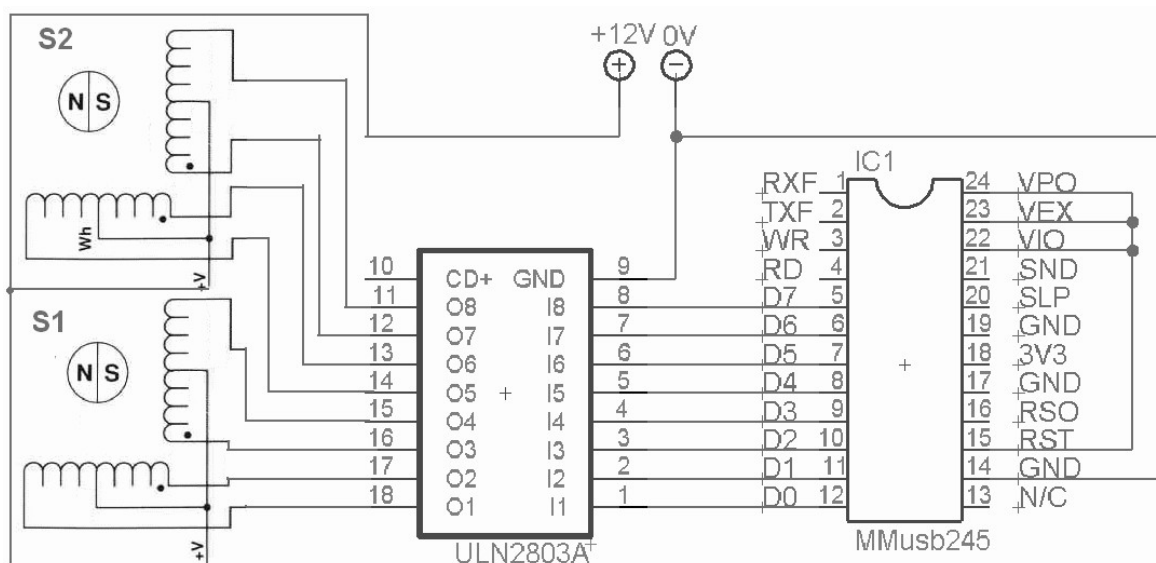 S2
+12V 0V
+ −
N S
IC1
RXF 1 24 VPO
TXF 2 23 VEX
Wh
WR 3 22 VIO
10 CD+ GND 9
RD 4 21 SND
+V
11 O8 I8 8
D7 5 20 SLP
S1
12 O7 I7 7
D6 6 19 GND
13 O6 I6 6
D5 7 18 3V3
N S
14 O5 I5 5
D4 8 17 GND
15 O4 I4 4
D3 9 16 RSO
16 O3 I3 3
D2 10 15 RST
17 O2 I2 2
D1 11 14 GND
18 O1 I1 1
D0 12 13 N/C
+V
ULN2803A
MMusb245